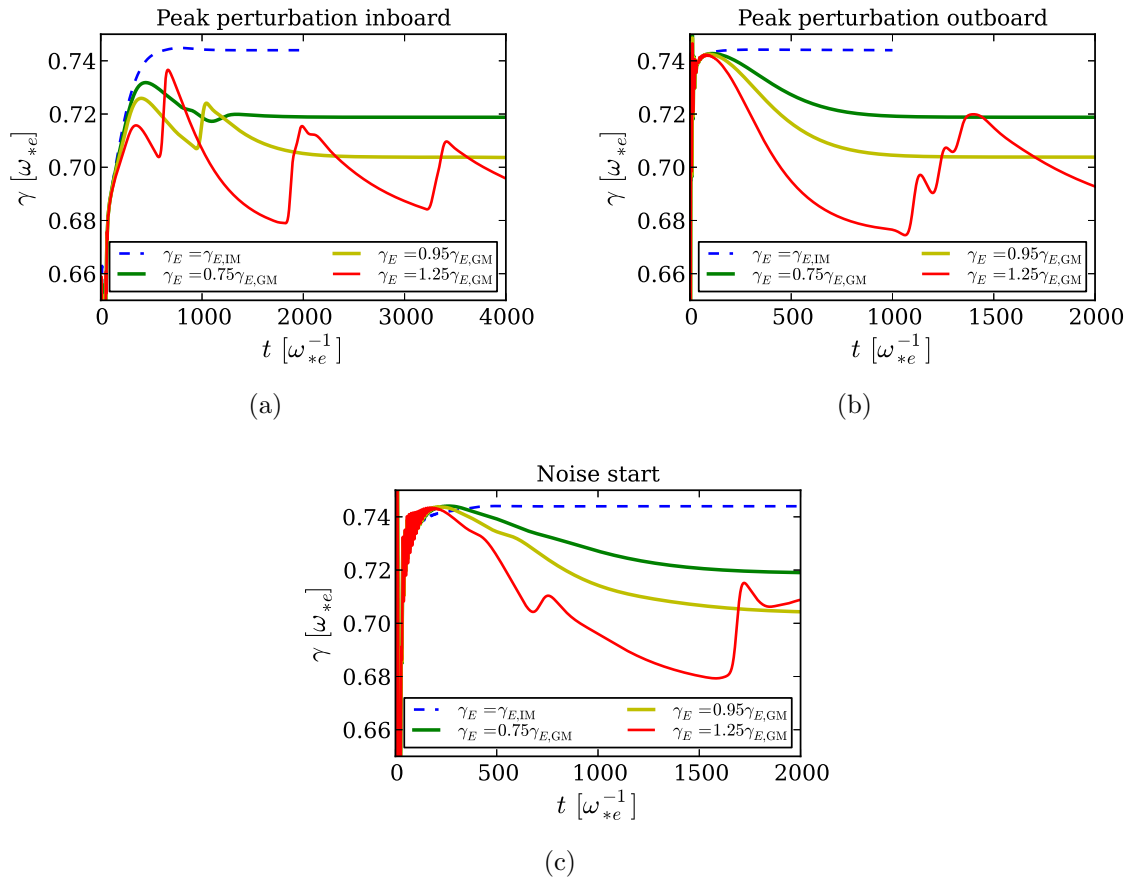 Peak perturbation inboard
γ [ω*e]
0.74
0.72
0.70
0.68
0.66
γE = γE,IM
γE = 0.75γE,GM
γE = 0.95γE,GM
γE = 1.25γE,GM
0 1000 2000 3000 4000
t [ω*e^-1]
(a)
Peak perturbation outboard
γ [ω*e]
0.74
0.72
0.70
0.68
0.66
γE = γE,IM
γE = 0.75γE,GM
γE = 0.95γE,GM
γE = 1.25γE,GM
0 500 1000 1500 2000
t [ω*e^-1]
(b)
Noise start
γ [ω*e]
0.74
0.72
0.70
0.68
0.66
γE = γE,IM
γE = 0.75γE,GM
γE = 0.95γE,GM
γE = 1.25γE,GM
0 500 1000 1500 2000
t [ω*e^-1]
(c)